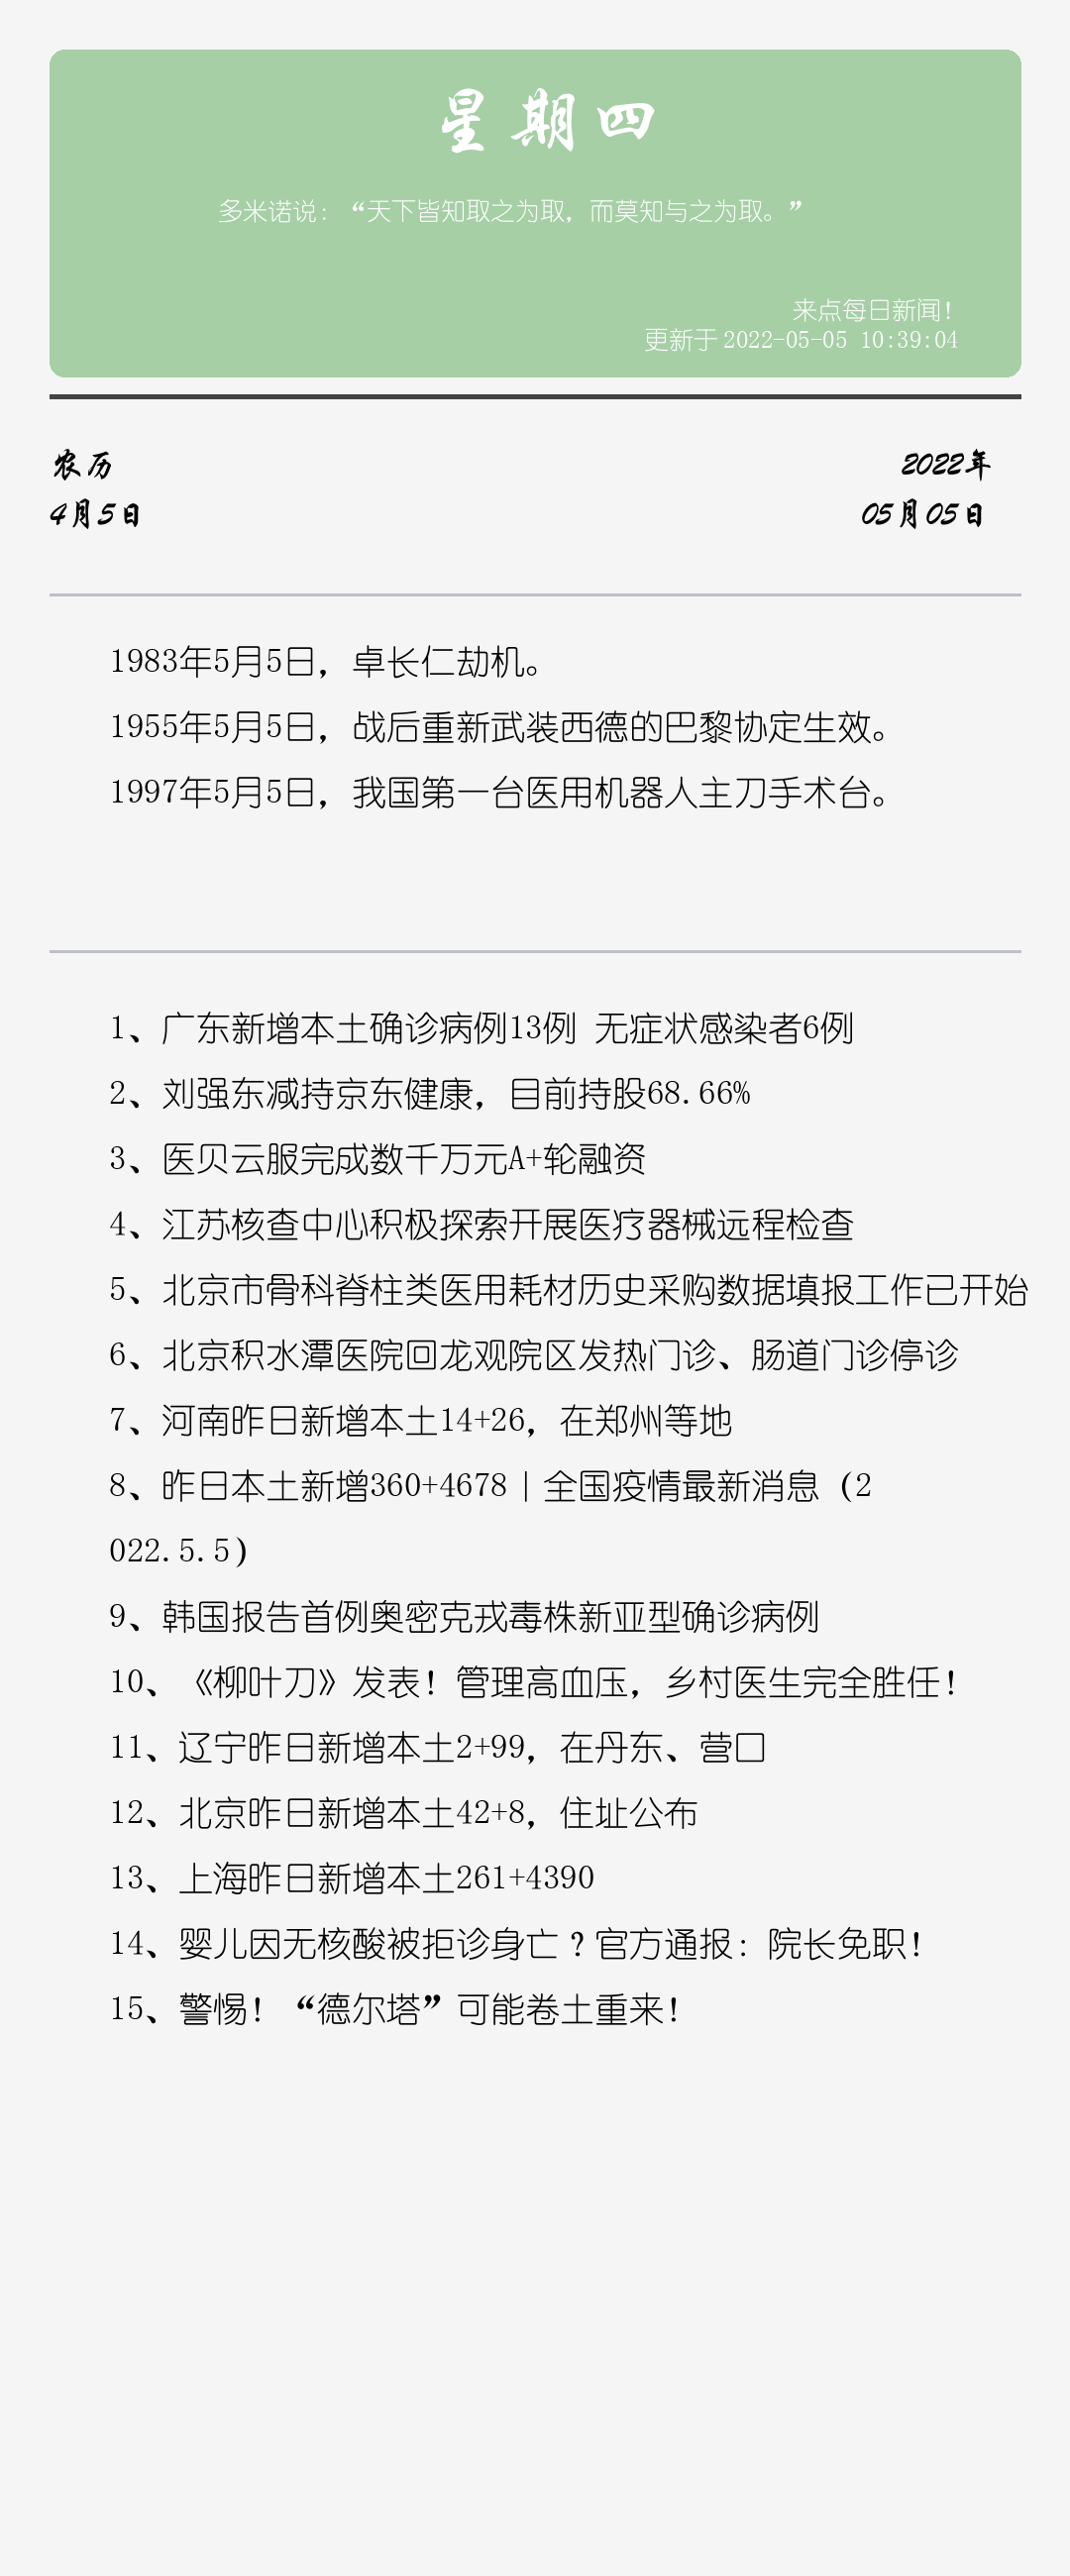 星期四
多米诺说：“天下皆知取之为取，而莫知与之为取。”
来点每日新闻！
更新于 2022-05-05 10:39:04
农历
2022年
4月5日
05月05日
1983年5月5日，卓长仁劫机。
1955年5月5日，战后重新武装西德的巴黎协定生效。
1997年5月5日，我国第一台医用机器人主刀手术台。
1、广东新增本土确诊病例13例 无症状感染者6例
2、刘强东减持京东健康，目前持股68.66%
3、医贝云服完成数千万元A+轮融资
4、江苏核查中心积极探索开展医疗器械远程检查
5、北京市骨科脊柱类医用耗材历史采购数据填报工作已开始
6、北京积水潭医院回龙观院区发热门诊、肠道门诊停诊
7、河南昨日新增本土14+26，在郑州等地
8、昨日本土新增360+4678｜全国疫情最新消息（2
022.5.5）
9、韩国报告首例奥密克戎毒株新亚型确诊病例
10、《柳叶刀》发表！管理高血压，乡村医生完全胜任！
11、辽宁昨日新增本土2+99，在丹东、营口
12、北京昨日新增本土42+8，住址公布
13、上海昨日新增本土261+4390
14、婴儿因无核酸被拒诊身亡？官方通报：院长免职！
15、警惕！“德尔塔”可能卷土重来！